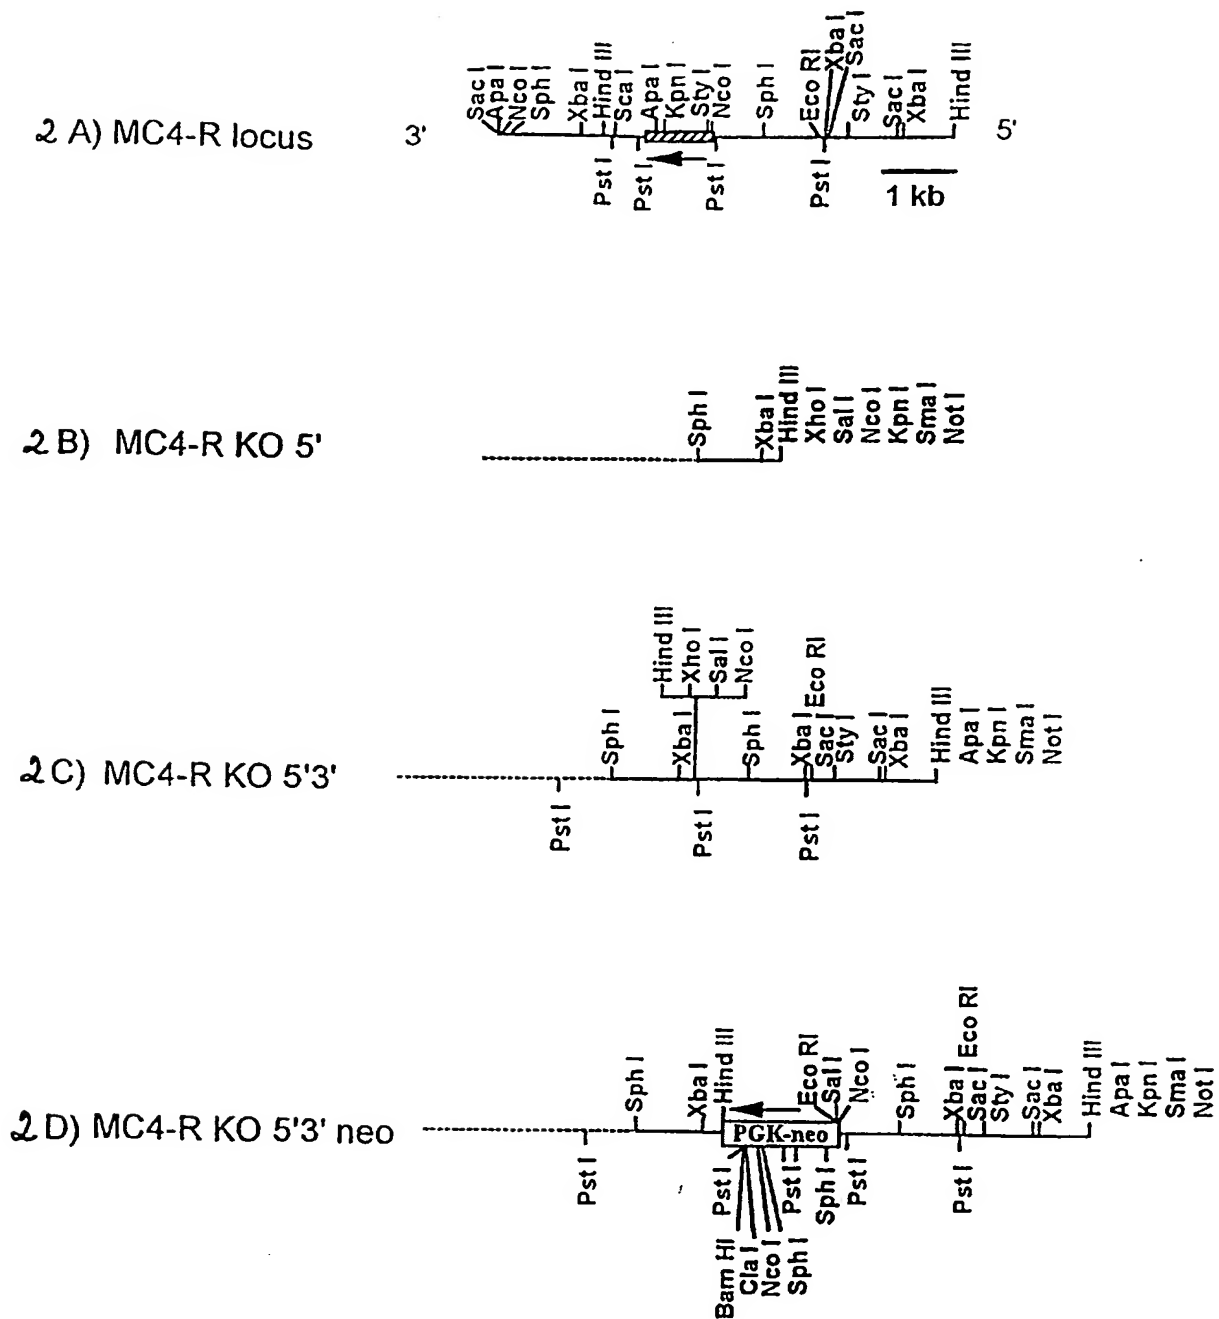 2 A) MC4-R locus
3'
Sac I
Apa I
Nco I
Sph I
Xba I
Hind III
Sca I
Apa I
Kpn I
Sty I
Nco I
Sph I
Eco RI
Xba I
Sac I
Sty I
Sac I
Xba I
Hind III
5'
Pst I
Pst I
Pst I
Pst I
1 kb
2 B) MC4-R KO 5'
Sph I
Xba I
Hind III
Xho I
Sal I
Nco I
Kpn I
Sma I
Not I
2 C) MC4-R KO 5'3'
Hind III
Xho I
Sal I
Nco I
Sph I
Xba I
Sph I
Xba I
Eco RI
Sac I
Sty I
Sac I
Xba I
Hind III
Apa I
Kpn I
Sma I
Not I
Pst I
Pst I
Pst I
2 D) MC4-R KO 5'3' neo
Sph I
Xba I
Hind III
Eco RI
Sal I
Nco I
Sph I
Xba I
Eco RI
Sac I
Sty I
Sac I
Xba I
Hind III
Apa I
Kpn I
Sma I
Not I
PGK-neo
Pst I
Pst I
Pst I
Sph I
Pst I
Pst I
Bam HI
Cla I
Nco I
Sph I